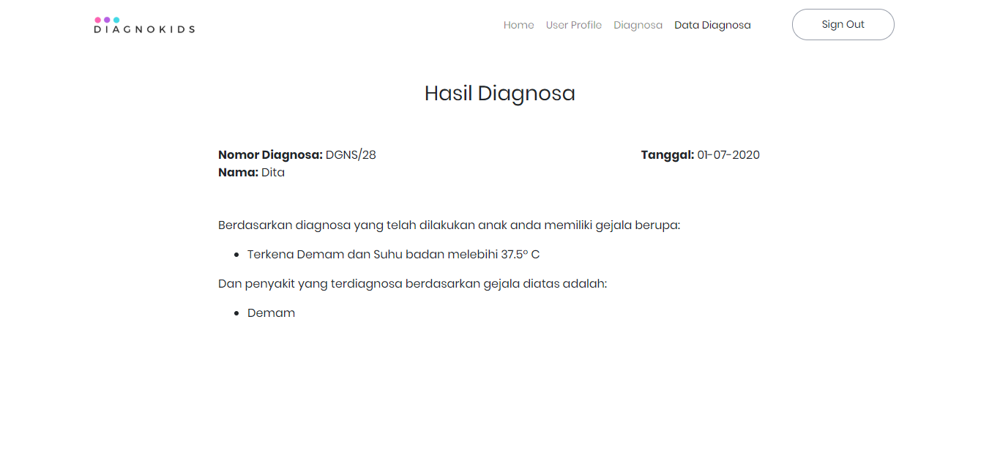 DIAGNOKIDS
Home User Profile Diagnosa Data Diagnosa Sign Out
Hasil Diagnosa
Nomor Diagnosa: DGNS/28 Tanggal: 01-07-2020
Nama: Dita
Berdasarkan diagnosa yang telah dilakukan anak anda memiliki gejala berupa:
• Terkena Demam dan Suhu badan melebihi 37.5° C
Dan penyakit yang terdiagnosa berdasarkan gejala diatas adalah:
• Demam